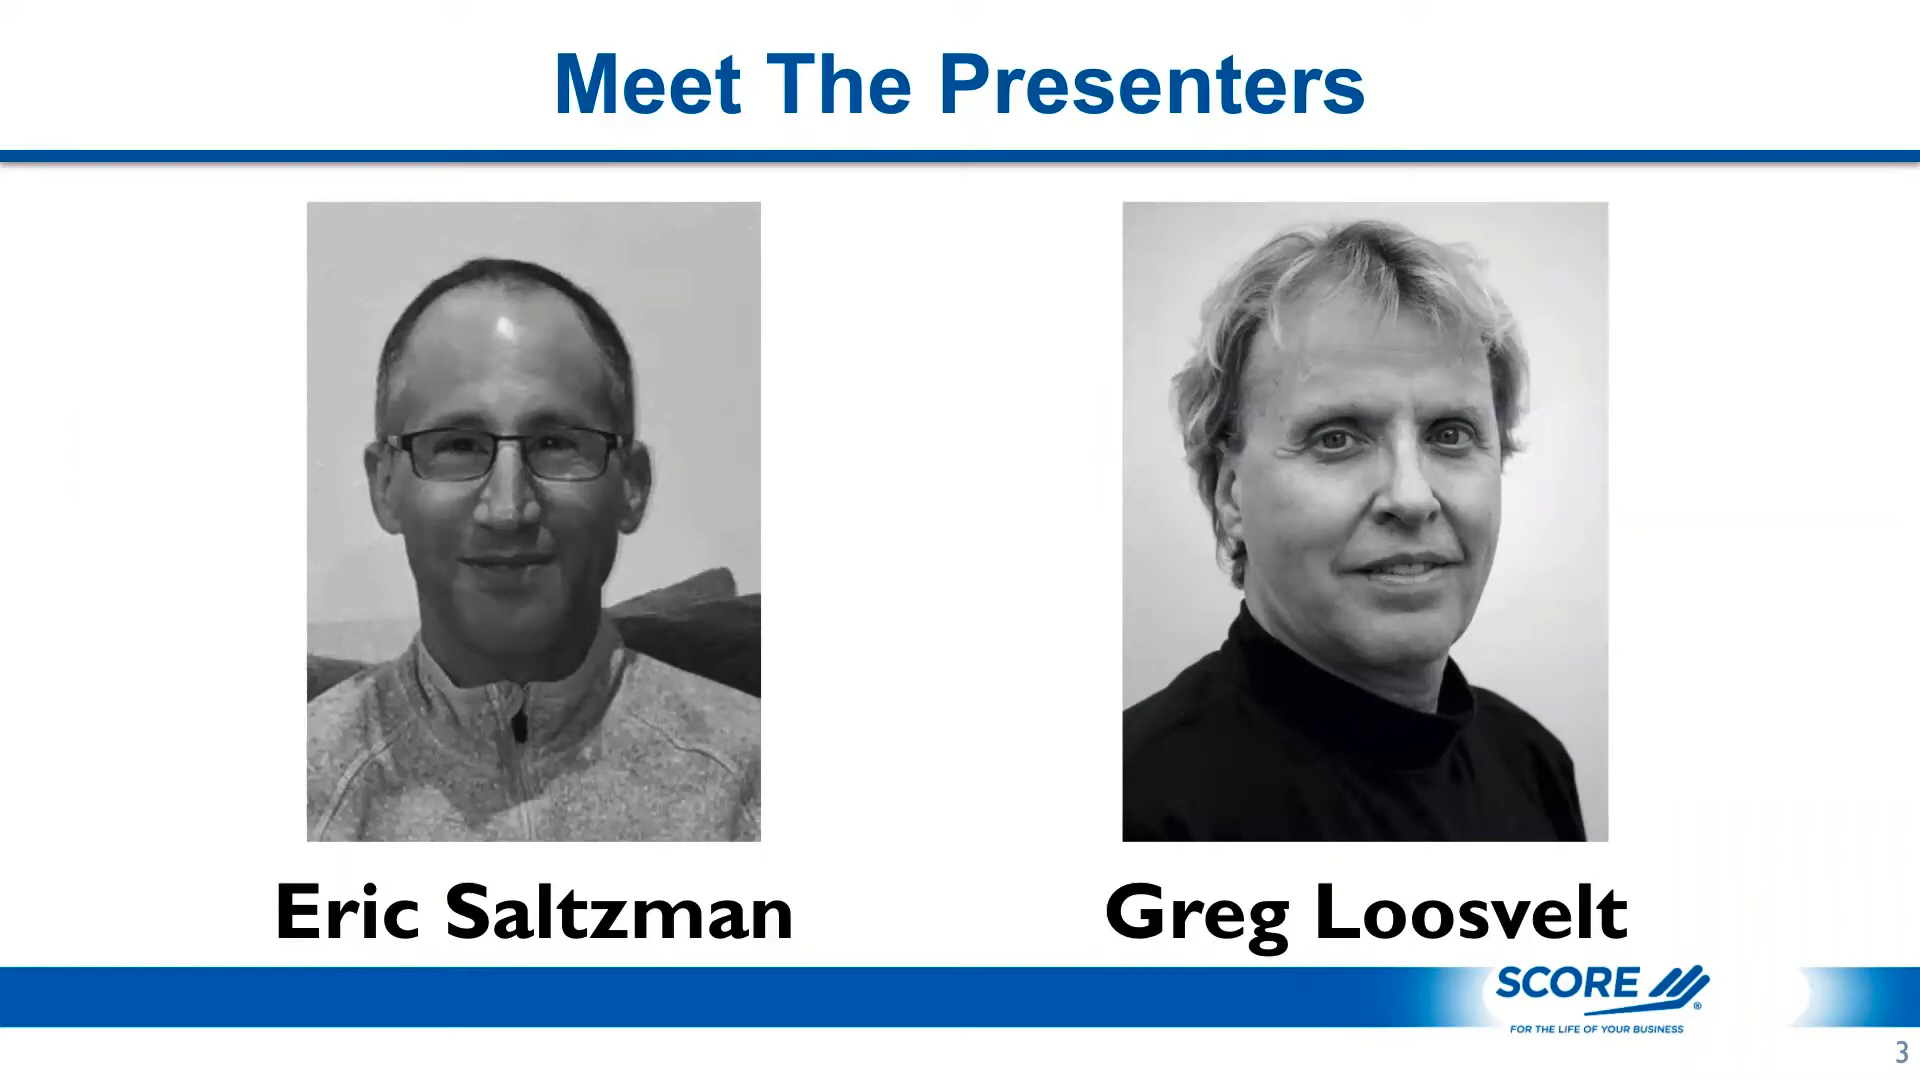 Meet The Presenters
Eric Saltzman
Greg Loosvelt
SCORE
®
FOR THE LIFE OF YOUR BUSINESS
3